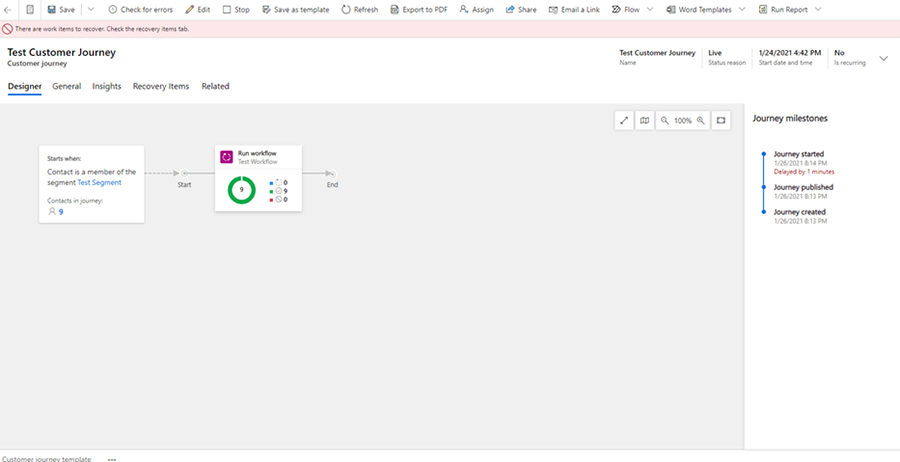 Save Check for errors Edit Stop Save as template Refresh Export to PDF Assign Share Email a Link Flow Word Templates Run Report
There are work items to recover. Check the recovery items tab.
Test Customer Journey
Customer journey
Test Customer Journey Live 1/24/2021 4:42 PM No
Name Status reason Start date and time Is recurring
Designer General Insights Recovery Items Related
100%
Journey milestones
Starts when:
Contact is a member of the
segment Test Segment
Contacts in journey:
9
Start
Run workflow
Test Workflow
9
0
9
0
End
Journey started
1/26/2021 8:14 PM
Delayed by 1 minutes
Journey published
1/26/2021 8:13 PM
Journey created
1/26/2021 8:13 PM
Customer journey template ---